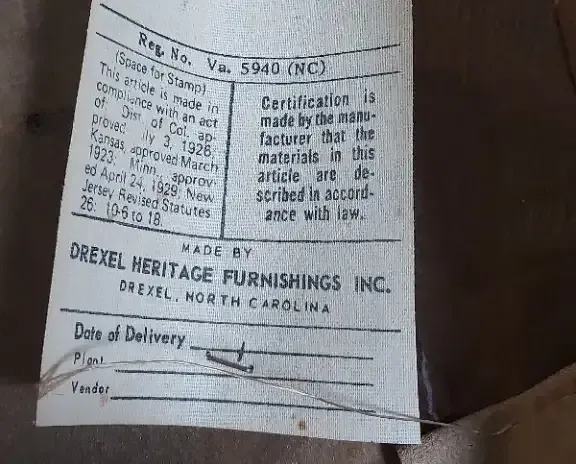 Reg. No. Va. 5940 (NC)
(Space for Stamp)
This article is made in
compliance with an act
of Dist. of Col. ap-
proved ly 3, 1926;
Kansas, approved March
1923; Minn., approv-
ed April 24, 1929; New
Jersey Revised Statutes
26: 10-6 to 18.
Certification is
made by the manu-
facturer that the
materials in this
article are de-
scribed in accord-
ance with law.
MADE BY
DREXEL HERITAGE FURNISHINGS INC.
DREXEL, NORTH CAROLINA
Date of Delivery
Plant
Vendor